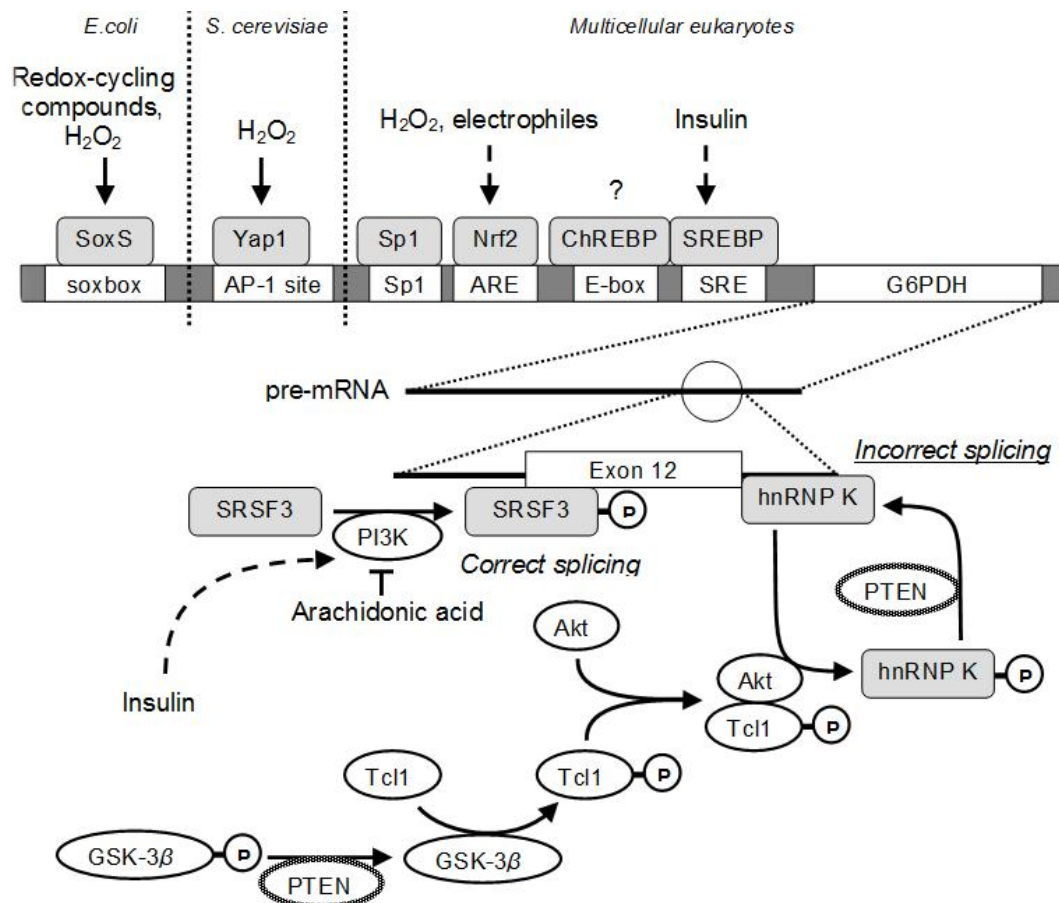 E.coli
S. cerevisiae
Multicellular eukaryotes
Redox-cycling
compounds,
H₂O₂
H₂O₂
H₂O₂, electrophiles
Insulin
?
SoxS
Yap1
Sp1
Nrf2
ChREBP
SREBP
soxbox
AP-1 site
Sp1
ARE
E-box
SRE
G6PDH
pre-mRNA
Incorrect splicing
Exon 12
SRSF3
SRSF3
P
hnRNP K
PI3K
Correct splicing
PTEN
Arachidonic acid
Akt
Insulin
Akt
hnRNP K
P
Tcl1
P
Tcl1
Tcl1
P
GSK-3β
P
GSK-3β
PTEN